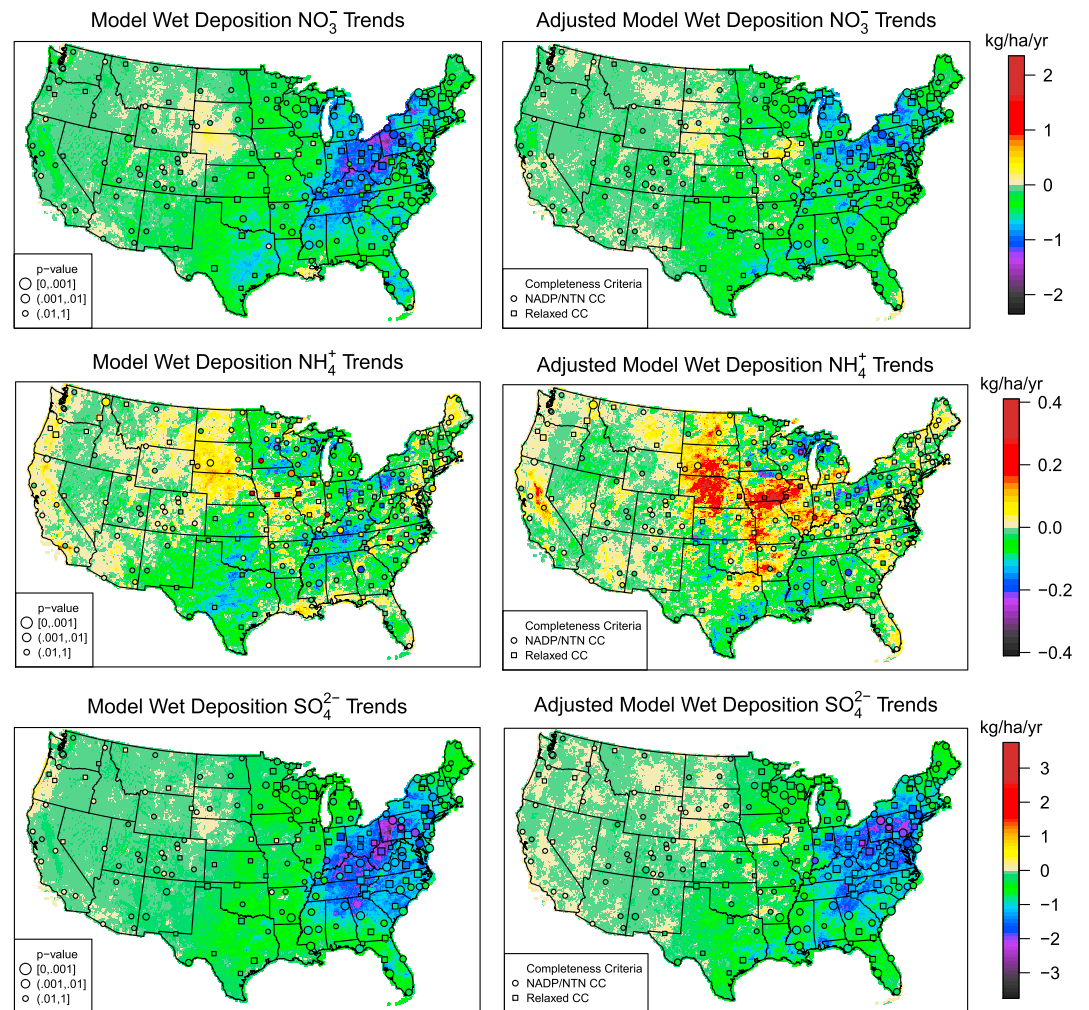 Model Wet Deposition NO₃⁻ Trends
Adjusted Model Wet Deposition NO₃⁻ Trends
kg/ha/yr
2
1
0
−1
−2
p−value
[0,.001]
(.001,.01]
(.01,1]
Completeness Criteria
NADP/NTN CC
Relaxed CC
Model Wet Deposition NH₄⁺ Trends
Adjusted Model Wet Deposition NH₄⁺ Trends
kg/ha/yr
0.4
0.2
0.0
−0.2
−0.4
p−value
[0,.001]
(.001,.01]
(.01,1]
Completeness Criteria
NADP/NTN CC
Relaxed CC
Model Wet Deposition SO₄²⁻ Trends
Adjusted Model Wet Deposition SO₄²⁻ Trends
kg/ha/yr
3
2
1
0
−1
−2
−3
p−value
[0,.001]
(.001,.01]
(.01,1]
Completeness Criteria
NADP/NTN CC
Relaxed CC